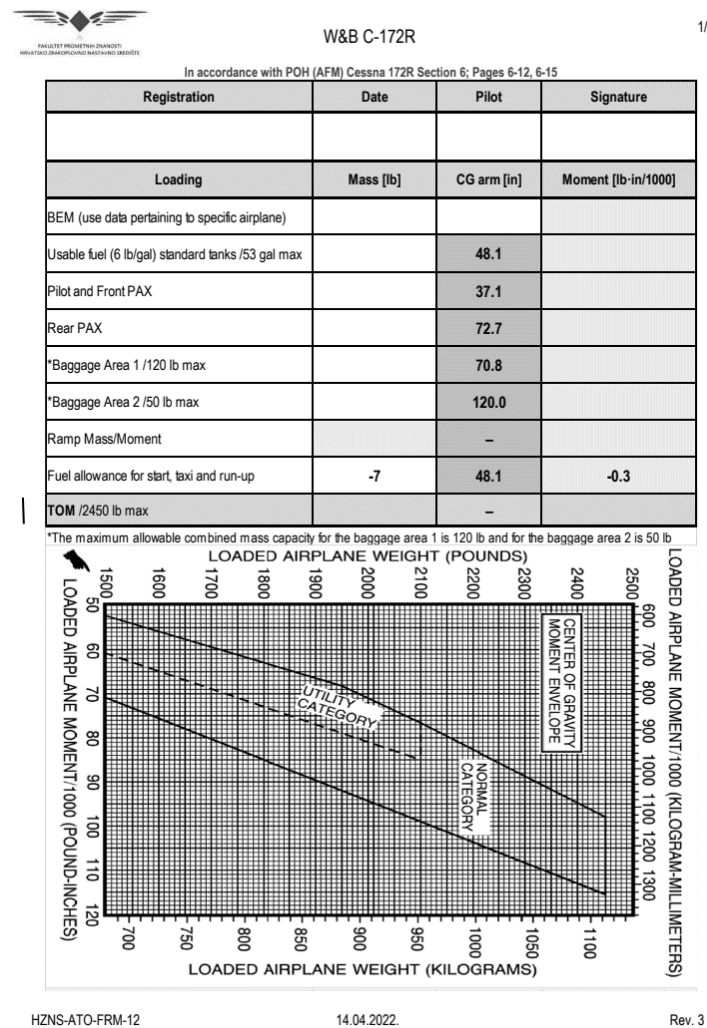 1/
FAKULTET PROMETNIH ZNANOSTI
HRVATSKO ZRAKOPLOVNO NASTAVNO SREDIŠTE
W&B C-172R
In accordance with POH (AFM) Cessna 172R Section 6; Pages 6-12, 6-15
Registration Date Pilot Signature
Loading Mass [lb] CG arm [in] Moment [lb·in/1000]
BEM (use data pertaining to specific airplane)
Usable fuel (6 lb/gal) standard tanks /53 gal max 48.1
Pilot and Front PAX 37.1
Rear PAX 72.7
*Baggage Area 1 /120 lb max 70.8
*Baggage Area 2 /50 lb max 120.0
Ramp Mass/Moment –
Fuel allowance for start, taxi and run-up -7 48.1 -0.3
TOM /2450 lb max –
*The maximum allowable combined mass capacity for the baggage area 1 is 120 lb and for the baggage area 2 is 50 lb
LOADED AIRPLANE WEIGHT (POUNDS)
1500 1600 1700 1800 1900 2000 2100 2200 2300 2400 2500
LOADED AIRPLANE MOMENT/1000 (POUND-INCHES)
50 60 70 80 90 100 110 120
CENTER OF GRAVITY
MOMENT ENVELOPE
UTILITY
CATEGORY
NORMAL
CATEGORY
600 700 800 900 1000 1100 1200 1300
LOADED AIRPLANE MOMENT/1000 (KILOGRAM-MILLIMETERS)
700 750 800 850 900 950 1000 1050 1100
LOADED AIRPLANE WEIGHT (KILOGRAMS)
HZNS-ATO-FRM-12 14.04.2022. Rev. 3